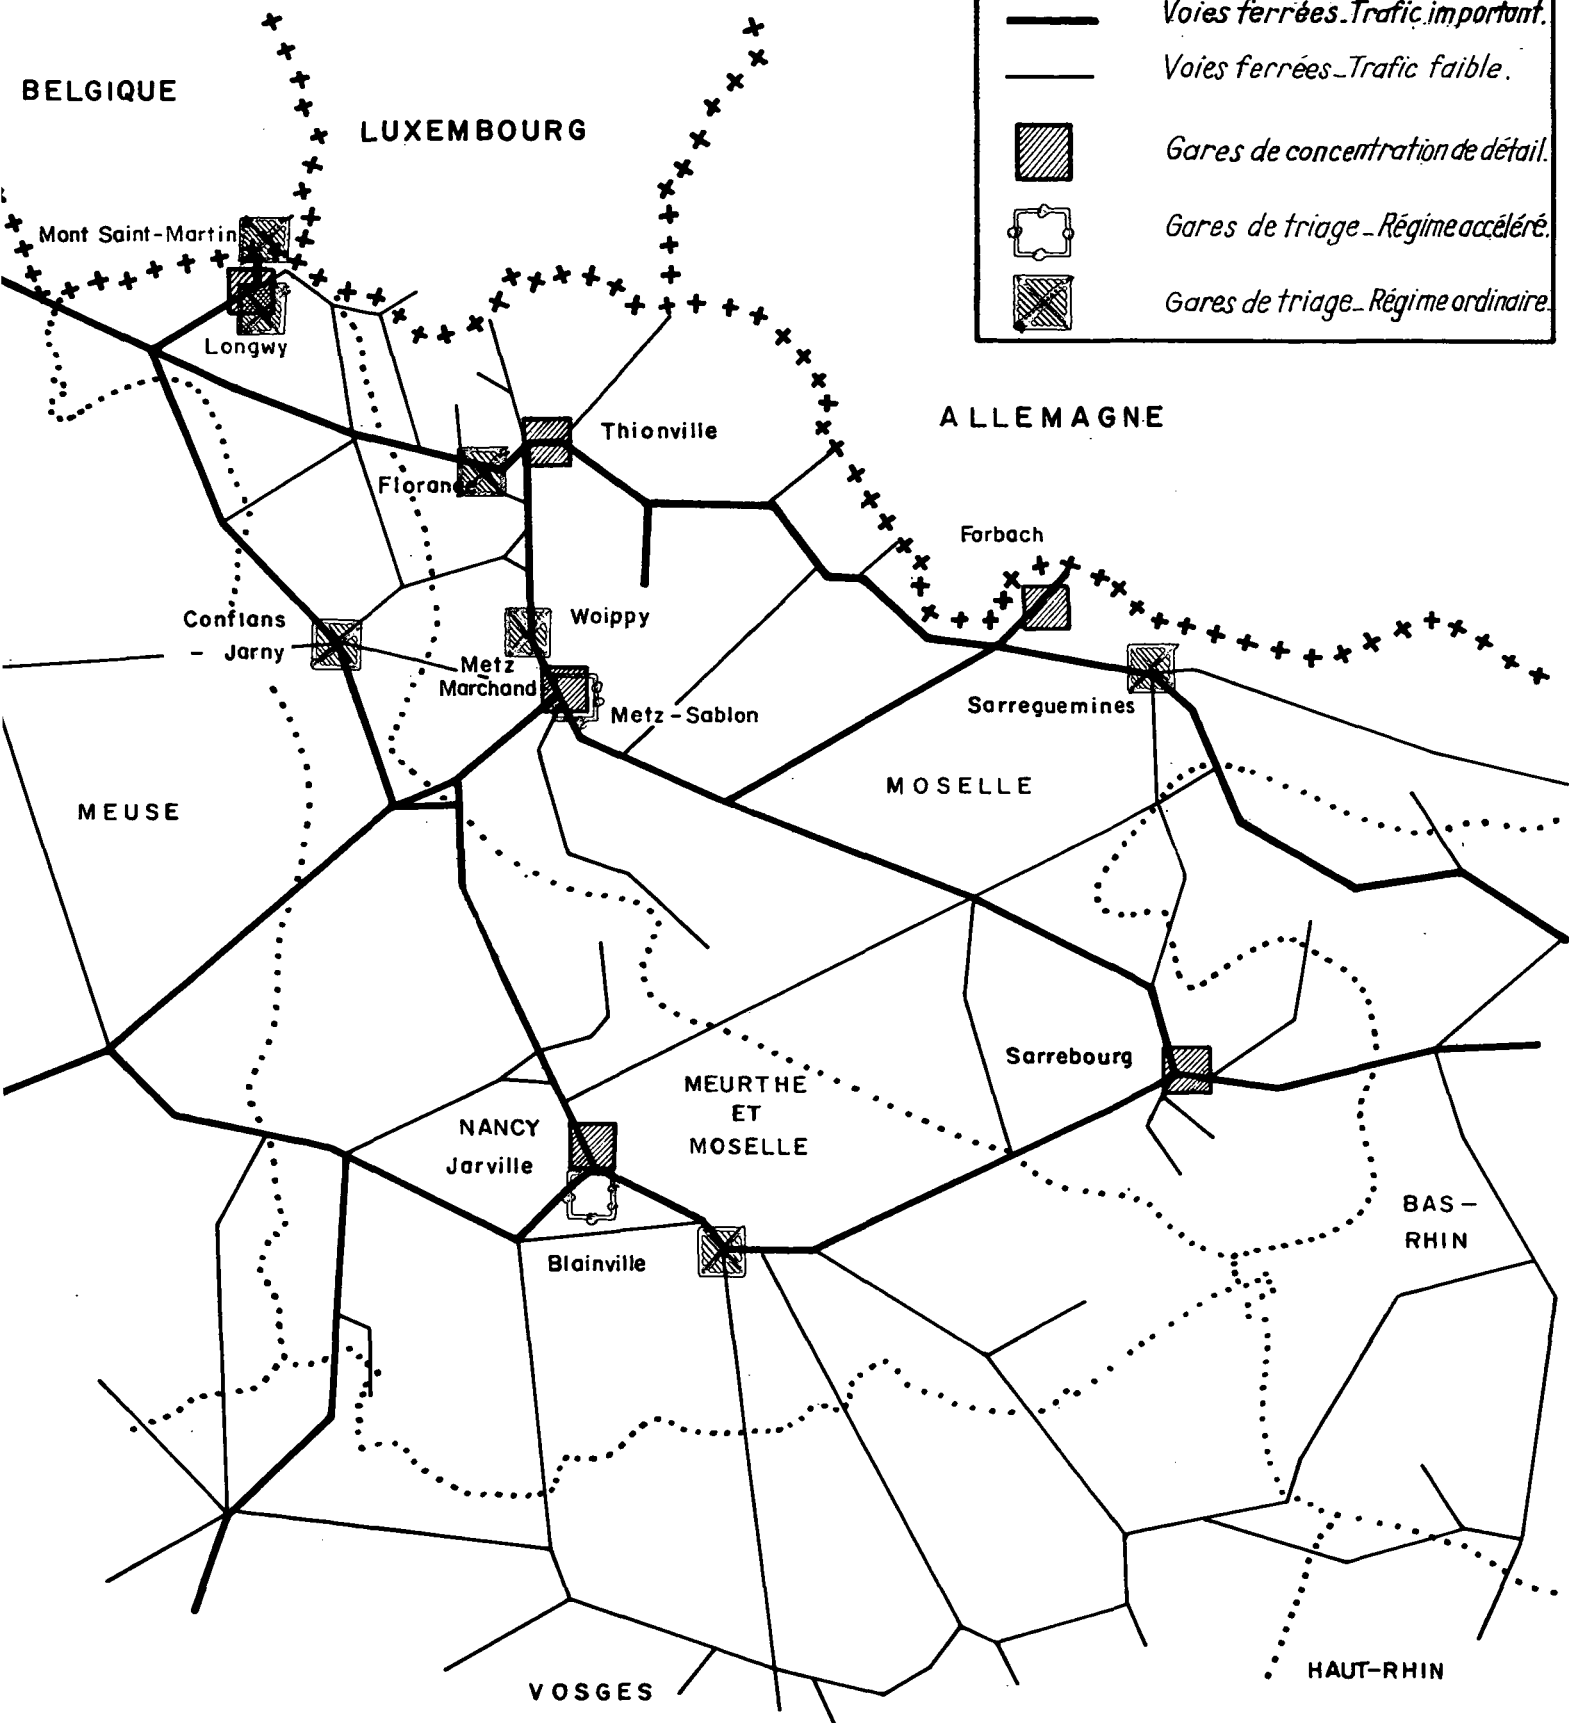 Voies ferrées_Trafic important.
Voies ferrées_Trafic faible.
Gares de concentration de détail.
Gares de triage_Régime accéléré.
Gares de triage_Régime ordinaire_
BELGIQUE
LUXEMBOURG
Mont Saint-Martin
Longwy
ALLEMAGNE
Thionville
Florange
Forbach
Conflans
- Jarny
Woippy
Metz
Marchand
Metz-Sablon
Sarreguemines
MOSELLE
MEUSE
Sarrebourg
MEURTHE
ET
MOSELLE
NANCY
Jarville
Blainville
BAS-
RHIN
VOSGES
HAUT-RHIN